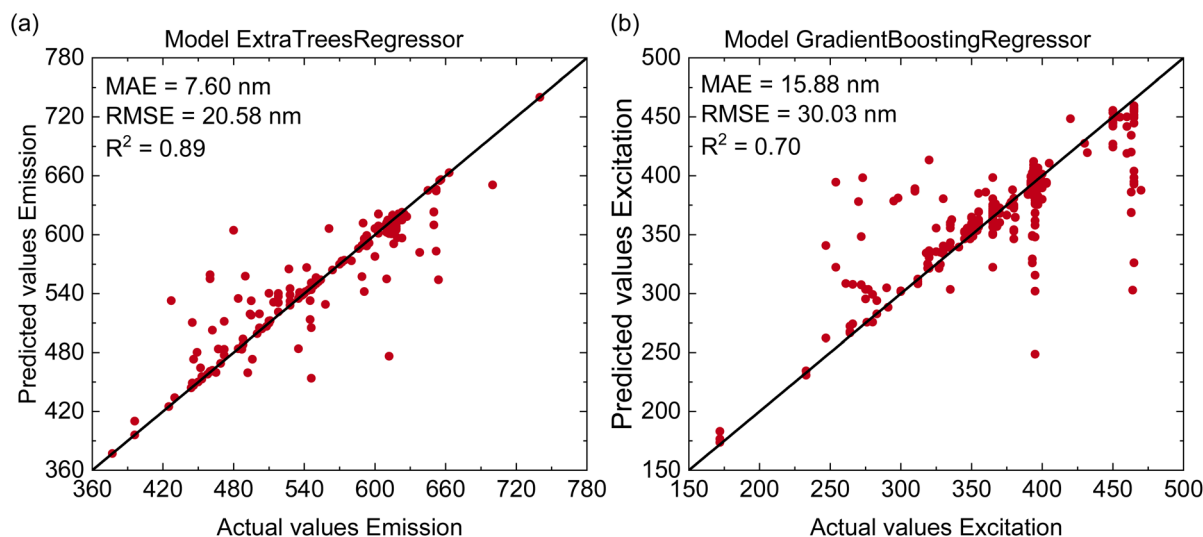 (a)
Model ExtraTreesRegressor
780
720
660
600
540
480
420
360
MAE = 7.60 nm
RMSE = 20.58 nm
R² = 0.89
Predicted values Emission
360 420 480 540 600 660 720 780
Actual values Emission
(b)
Model GradientBoostingRegressor
500
450
400
350
300
250
200
150
MAE = 15.88 nm
RMSE = 30.03 nm
R² = 0.70
Predicted values Excitation
150 200 250 300 350 400 450 500
Actual values Excitation